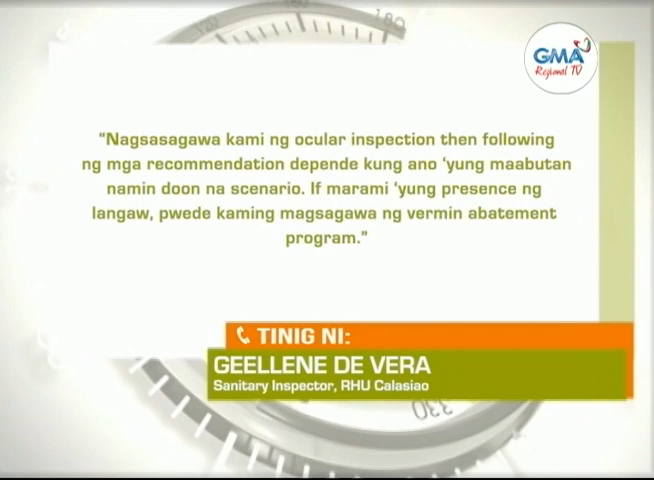 180
GMA
Regional TV
“Nagsasagawa kami ng ocular inspection then following
ng mga recommendation depende kung ano ‘yung maabutan
namin doon na scenario. If marami ‘yung presence ng
langaw, pwede kaming magsagawa ng vermin abatement
program.”
TINIG NI:
GEELLENE DE VERA
Sanitary Inspector, RHU Calasiao
330